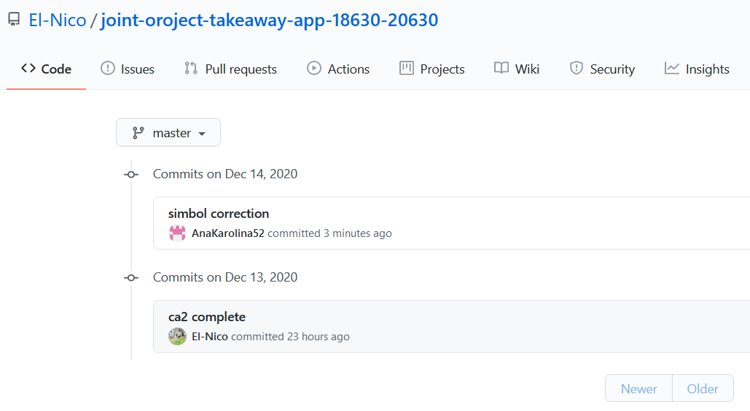 El-Nico / joint-oroject-takeaway-app-18630-20630
Code Issues Pull requests Actions Projects Wiki Security Insights
master
Commits on Dec 14, 2020
simbol correction
AnaKarolina52 committed 3 minutes ago
Commits on Dec 13, 2020
ca2 complete
El-Nico committed 23 hours ago
Newer Older